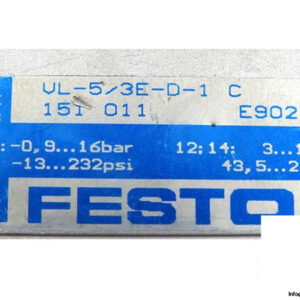 VL-5/3E-D-1 C
151 011 E902
:-0,9...16bar 12;14: 3...1
-13...232psi 43,5...2
FESTO